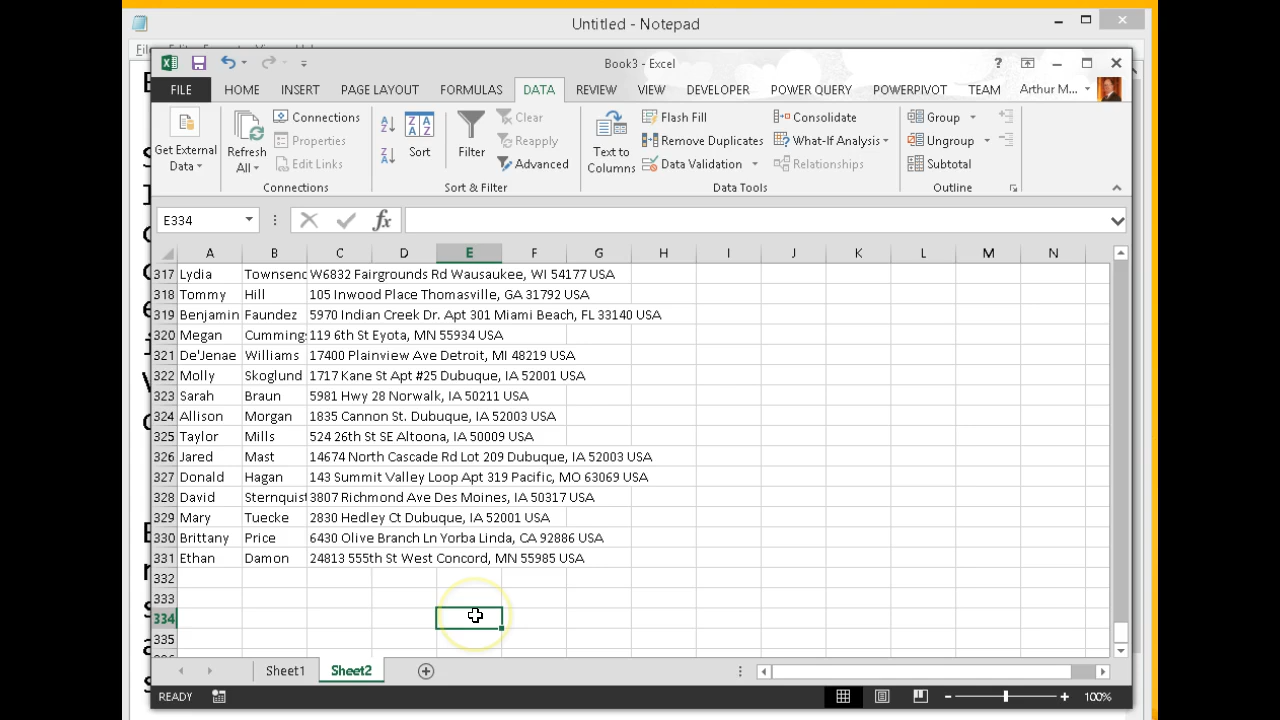 Untitled - Notepad
Book3 - Excel
FILE HOME INSERT PAGE LAYOUT FORMULAS DATA REVIEW VIEW DEVELOPER POWER QUERY POWERPIVOT TEAM Arthur M...
Get External Data
Refresh All
Connections
Properties
Edit Links
Connections
Sort
Filter
Clear
Reapply
Advanced
Sort & Filter
Text to Columns
Flash Fill
Remove Duplicates
Data Validation
Consolidate
What-If Analysis
Relationships
Data Tools
Group
Ungroup
Subtotal
Outline
E334 fx
A B C D E F G H I J K L M N
317 Lydia Townsend W6832 Fairgrounds Rd Wausaukee, WI 54177 USA
318 Tommy Hill 105 Inwood Place Thomasville, GA 31792 USA
319 Benjamin Faundez 5970 Indian Creek Dr. Apt 301 Miami Beach, FL 33140 USA
320 Megan Cumming 119 6th St Eyota, MN 55934 USA
321 De'Jenae Williams 17400 Plainview Ave Detroit, MI 48219 USA
322 Molly Skoglund 1717 Kane St Apt #25 Dubuque, IA 52001 USA
323 Sarah Braun 5981 Hwy 28 Norwalk, IA 50211 USA
324 Allison Morgan 1835 Cannon St. Dubuque, IA 52003 USA
325 Taylor Mills 524 26th St SE Altoona, IA 50009 USA
326 Jared Mast 14674 North Cascade Rd Lot 209 Dubuque, IA 52003 USA
327 Donald Hagan 143 Summit Valley Loop Apt 319 Pacific, MO 63069 USA
328 David Sternquist 3807 Richmond Ave Des Moines, IA 50317 USA
329 Mary Tuecke 2830 Hedley Ct Dubuque, IA 52001 USA
330 Brittany Price 6430 Olive Branch Ln Yorba Linda, CA 92886 USA
331 Ethan Damon 24813 555th St West Concord, MN 55985 USA
332
333
334
335
Sheet1 Sheet2
READY 100%